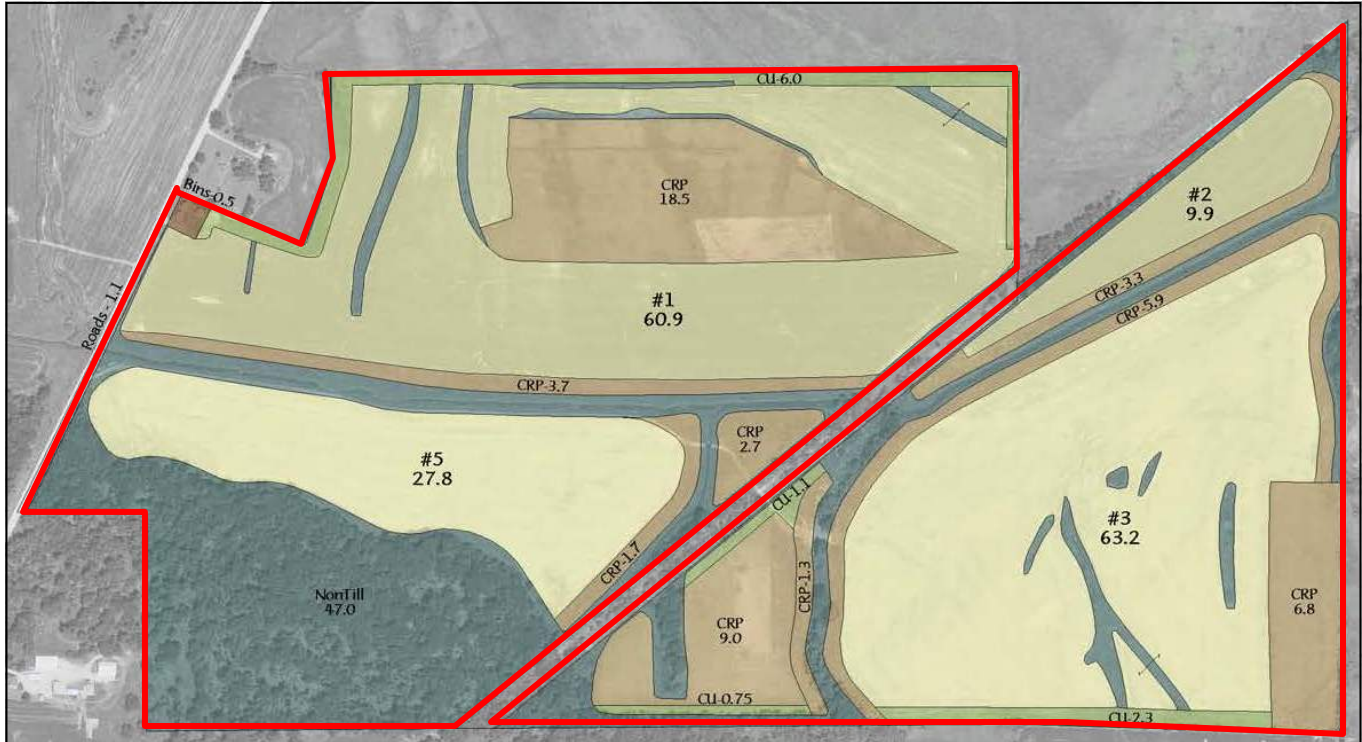 CU-6.0
CRP
18.5
Bins-0.5
#2
9.9
Roads - 1.1
#1
60.9
CRP-3.3
CRP-5.9
CRP-3.7
CRP
2.7
#5
27.8
CU-1.1
#3
63.2
CRP-1.7
CRP-1.3
NonTill
47.0
CRP
9.0
CRP
6.8
CU-0.75
CU-2.3